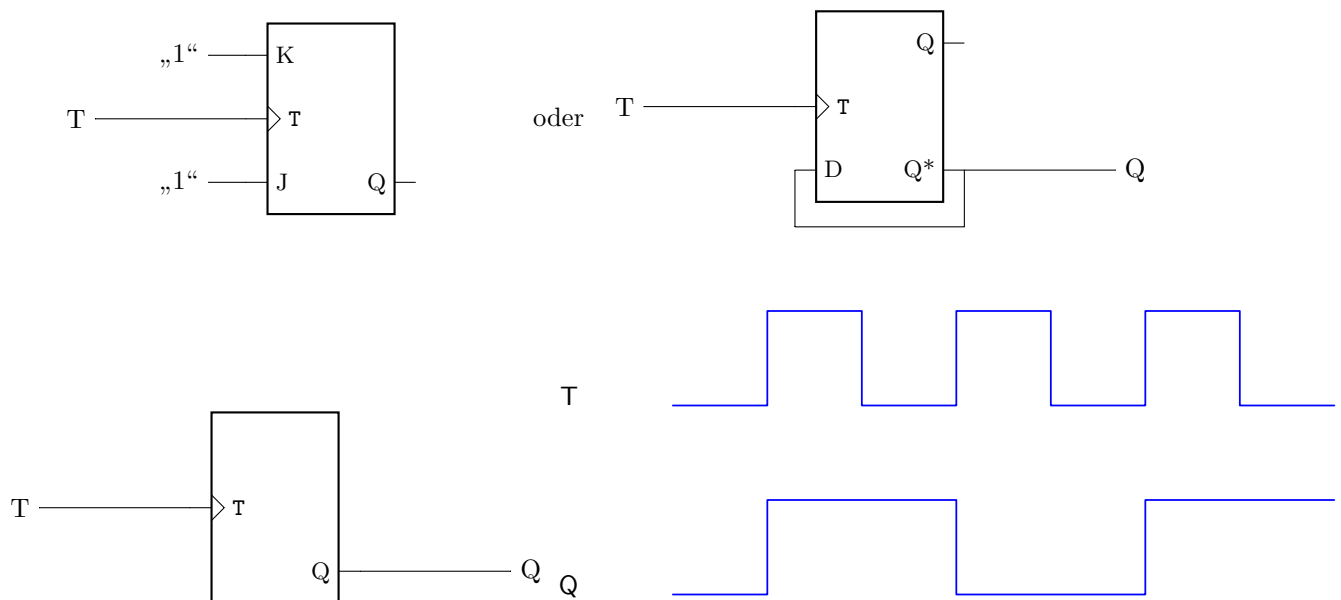 „1“ K
T T
„1“ J Q
oder
Q
T T
D Q* Q
T
T T
Q Q
Q